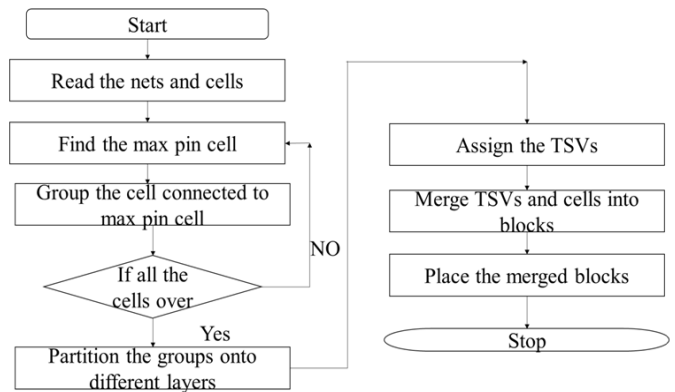 Start
Read the nets and cells
Find the max pin cell
Group the cell connected to
max pin cell
NO
If all the
cells over
Yes
Partition the groups onto
different layers
Assign the TSVs
Merge TSVs and cells into
blocks
Place the merged blocks
Stop